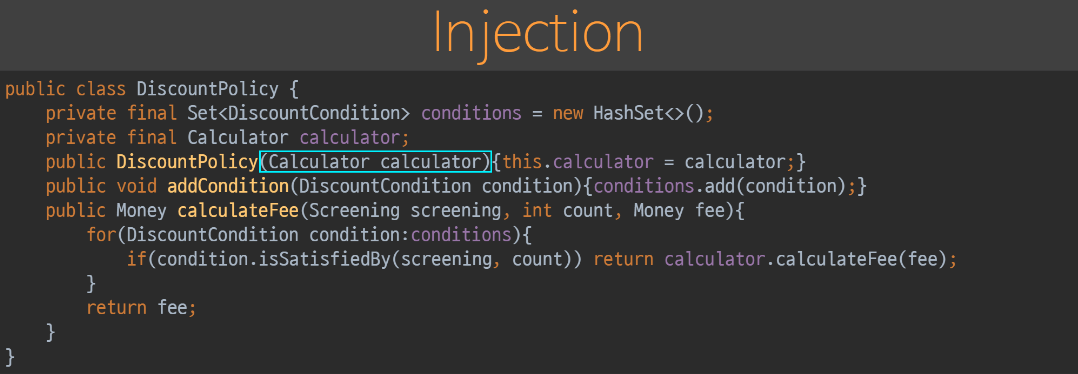 Injection
public class DiscountPolicy {
    private final Set<DiscountCondition> conditions = new HashSet<>();
    private final Calculator calculator;
    public DiscountPolicy(Calculator calculator){this.calculator = calculator;}
    public void addCondition(DiscountCondition condition){conditions.add(condition);}
    public Money calculateFee(Screening screening, int count, Money fee){
        for(DiscountCondition condition:conditions){
            if(condition.isSatisfiedBy(screening, count)) return calculator.calculateFee(fee);
        }
        return fee;
    }
}